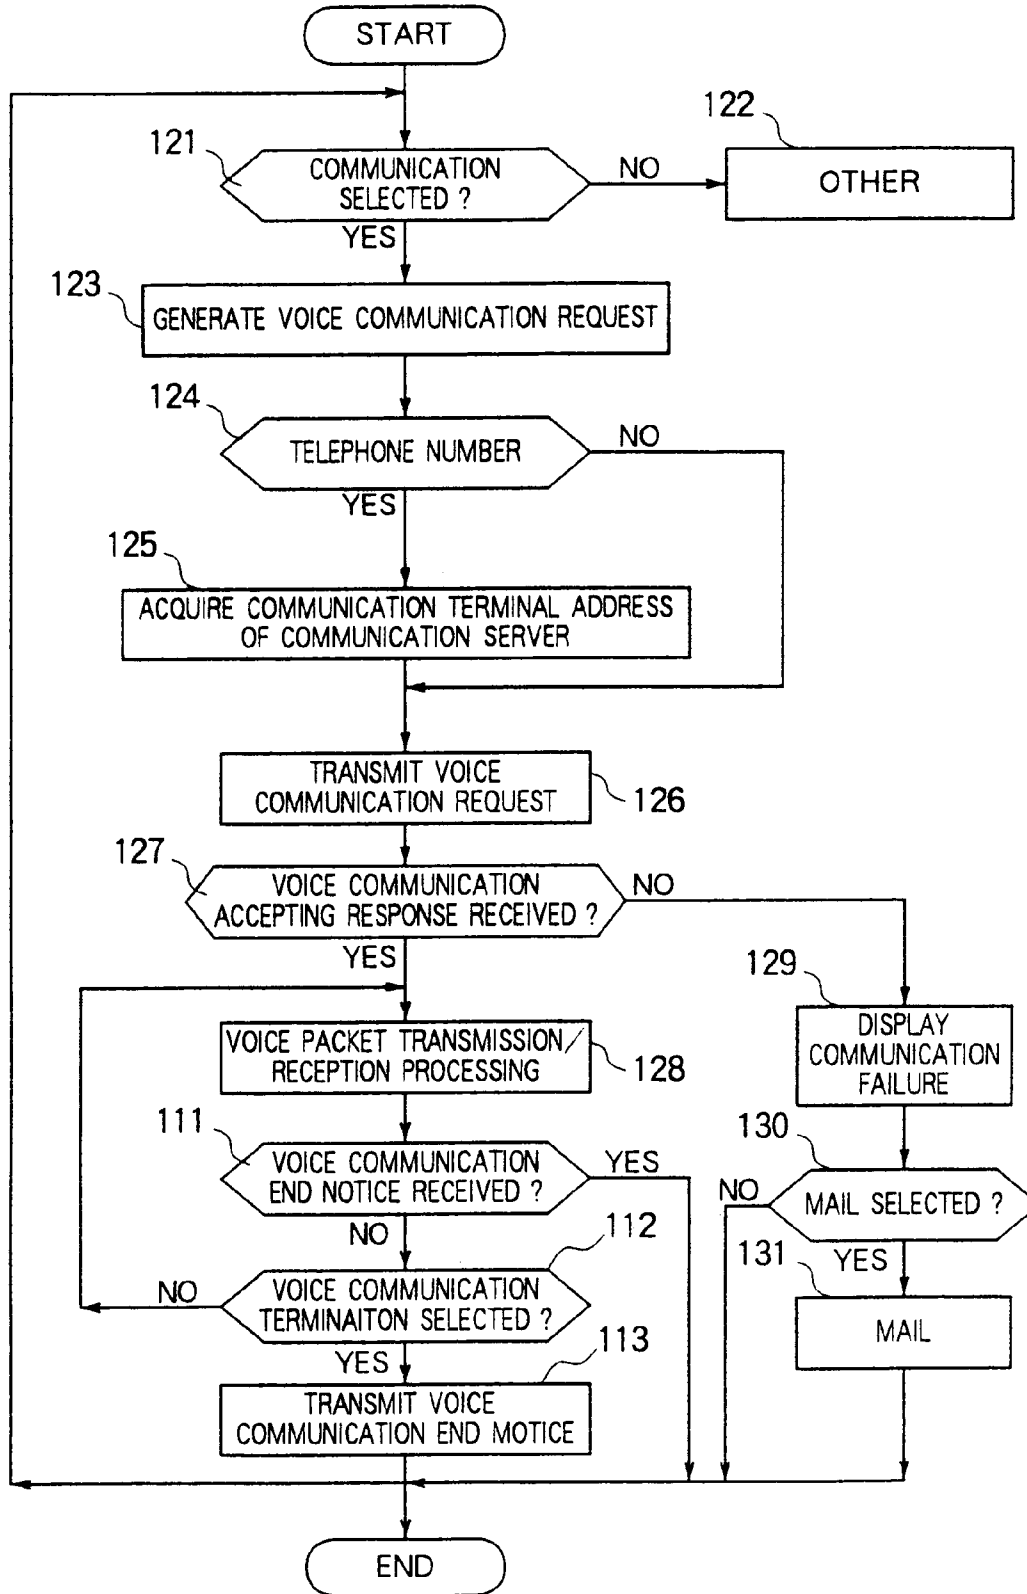 START
122
121
COMMUNICATION
SELECTED ?
NO
OTHER
YES
123
GENERATE VOICE COMMUNICATION REQUEST
124
TELEPHONE NUMBER
NO
YES
125
ACQUIRE COMMUNICATION TERMINAL ADDRESS
OF COMMUNICATION SERVER
TRANSMIT VOICE
COMMUNICATION REQUEST
126
127
VOICE COMMUNICATION
ACCEPTING RESPONSE RECEIVED ?
NO
YES
129
DISPLAY
COMMUNICATION
FAILURE
VOICE PACKET TRANSMISSION/
RECEPTION PROCESSING
128
111
VOICE COMMUNICATION
END NOTICE RECEIVED ?
YES
NO
130
MAIL SELECTED ?
NO
YES
112
VOICE COMMUNICATION
TERMINAITON SELECTED ?
NO
YES
131
MAIL
113
TRANSMIT VOICE
COMMUNICATION END MOTICE
END